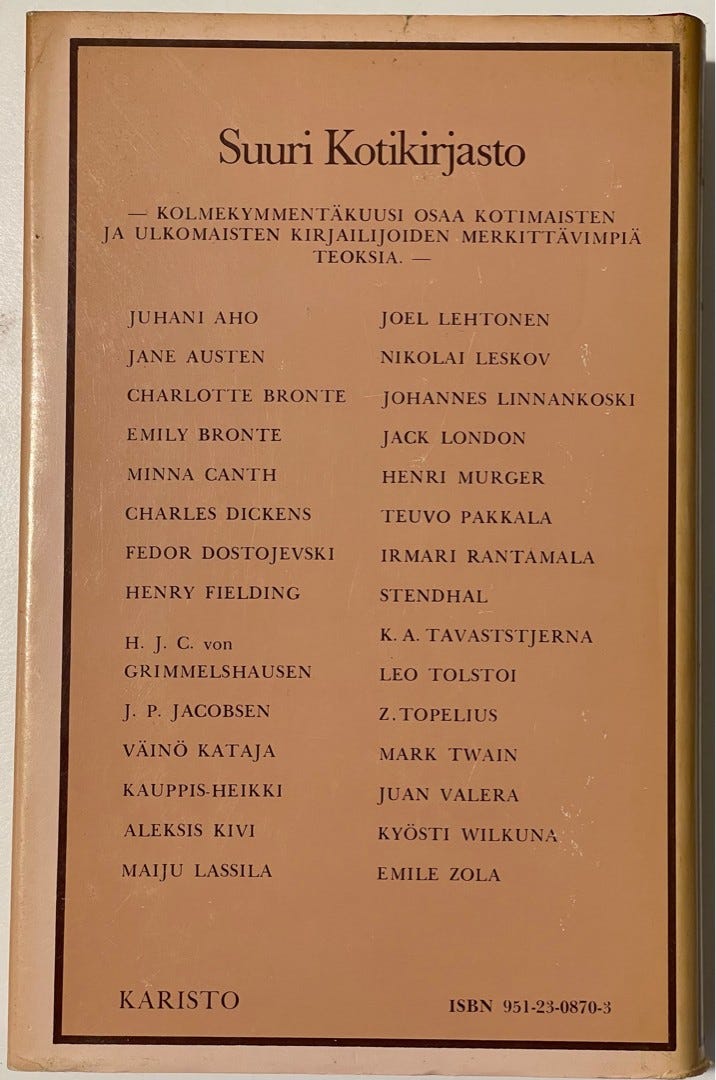 Suuri Kotikirjasto
— KOLMEKYMMENTÄKUUSI OSAA KOTIMAISTEN
JA ULKOMAISTEN KIRJAILIJOIDEN MERKITTÄVIMPIÄ
TEOKSIA. —
JUHANI AHO
JANE AUSTEN
CHARLOTTE BRONTE
EMILY BRONTE
MINNA CANTH
CHARLES DICKENS
FEDOR DOSTOJEVSKI
HENRY FIELDING
H. J. C. von
GRIMMELSHAUSEN
J. P. JACOBSEN
VÄINÖ KATAJA
KAUPPIS-HEIKKI
ALEKSIS KIVI
MAIJU LASSILA
JOEL LEHTONEN
NIKOLAI LESKOV
JOHANNES LINNANKOSKI
JACK LONDON
HENRI MURGER
TEUVO PAKKALA
IRMARI RANTAMALA
STENDHAL
K. A. TAVASTSTJERNA
LEO TOLSTOI
Z. TOPELIUS
MARK TWAIN
JUAN VALERA
KYÖSTI WILKUNA
EMILE ZOLA
KARISTO
ISBN 951-23-0870-3